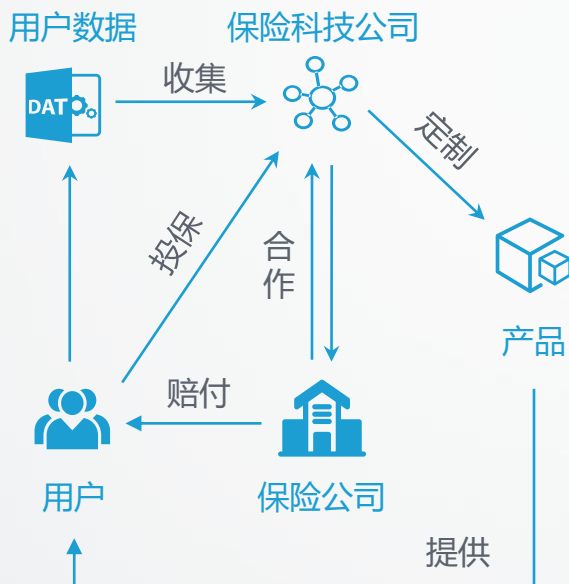 用户数据
保险科技公司
收集
DAT
定制
投保
合
作
产品
赔付
用户
保险公司
提供